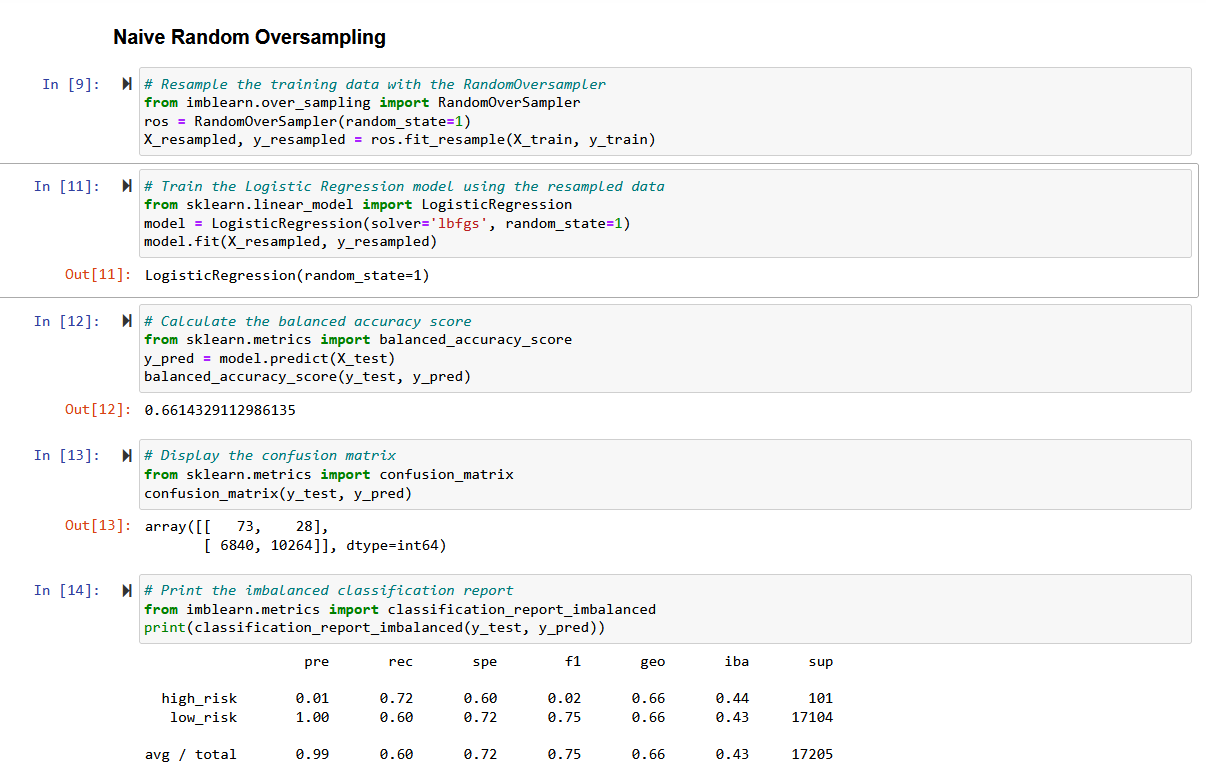 Naive Random Oversampling
In [9]:
# Resample the training data with the RandomOversampler
from imblearn.over_sampling import RandomOverSampler
ros = RandomOverSampler(random_state=1)
X_resampled, y_resampled = ros.fit_resample(X_train, y_train)
In [11]:
# Train the Logistic Regression model using the resampled data
from sklearn.linear_model import LogisticRegression
model = LogisticRegression(solver='lbfgs', random_state=1)
model.fit(X_resampled, y_resampled)
Out[11]: LogisticRegression(random_state=1)
In [12]:
# Calculate the balanced accuracy score
from sklearn.metrics import balanced_accuracy_score
y_pred = model.predict(X_test)
balanced_accuracy_score(y_test, y_pred)
Out[12]: 0.6614329112986135
In [13]:
# Display the confusion matrix
from sklearn.metrics import confusion_matrix
confusion_matrix(y_test, y_pred)
Out[13]: array([[   73,    28],
       [ 6840, 10264]], dtype=int64)
In [14]:
# Print the imbalanced classification report
from imblearn.metrics import classification_report_imbalanced
print(classification_report_imbalanced(y_test, y_pred))
pre rec spe f1 geo iba sup
high_risk 0.01 0.72 0.60 0.02 0.66 0.44 101
low_risk 1.00 0.60 0.72 0.75 0.66 0.43 17104
avg / total 0.99 0.60 0.72 0.75 0.66 0.43 17205